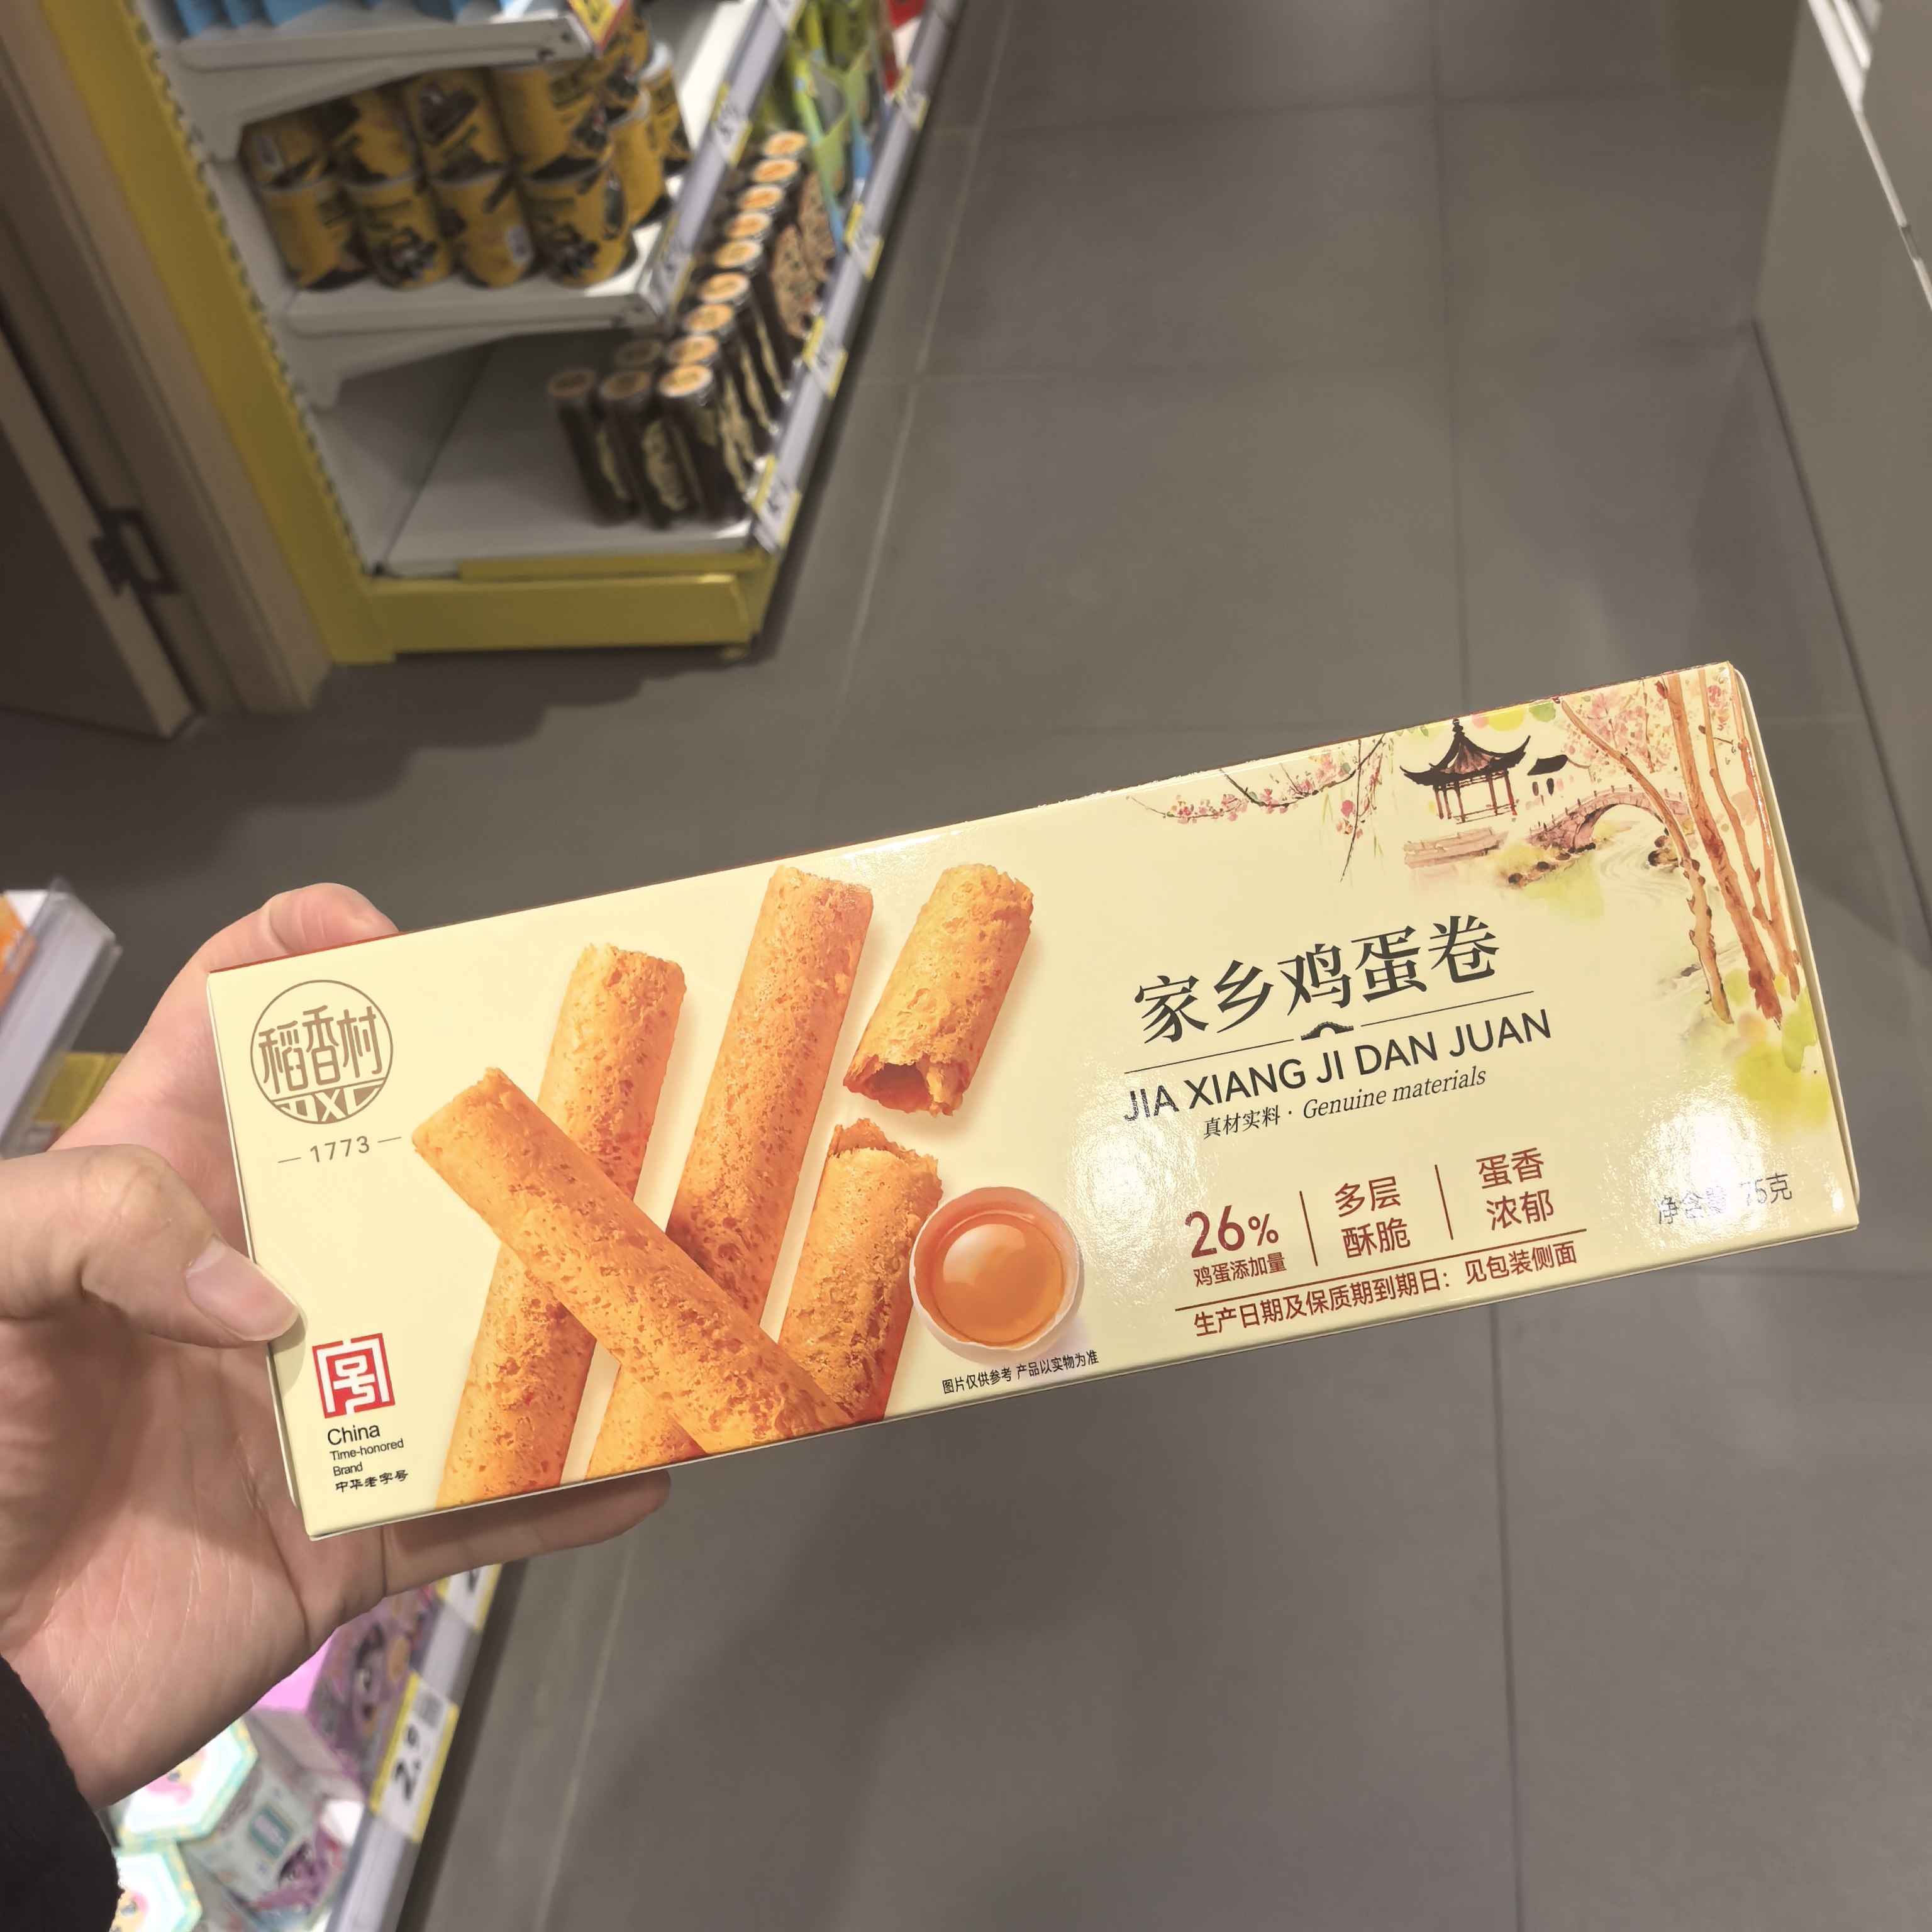 稻香村
DXC
1773
China
Time-honored
Brand
中华老字号
家乡鸡蛋卷
JIA XIANG JI DAN JUAN
真材实料 · Genuine materials
26%
鸡蛋添加量
多层
酥脆
蛋香
浓郁
生产日期及保质期到期日：见包装侧面
净含量 75克
图片仅供参考 产品以实物为准
2.9